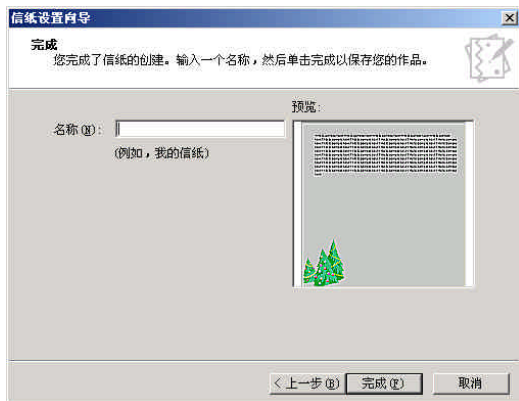 信纸设置向导
完成
您完成了信纸的创建。输入一个名称，然后单击完成以保存您的作品。
预览：
名称(N)：
(例如，我的信纸)
< 上一步(B)
完成(F)
取消